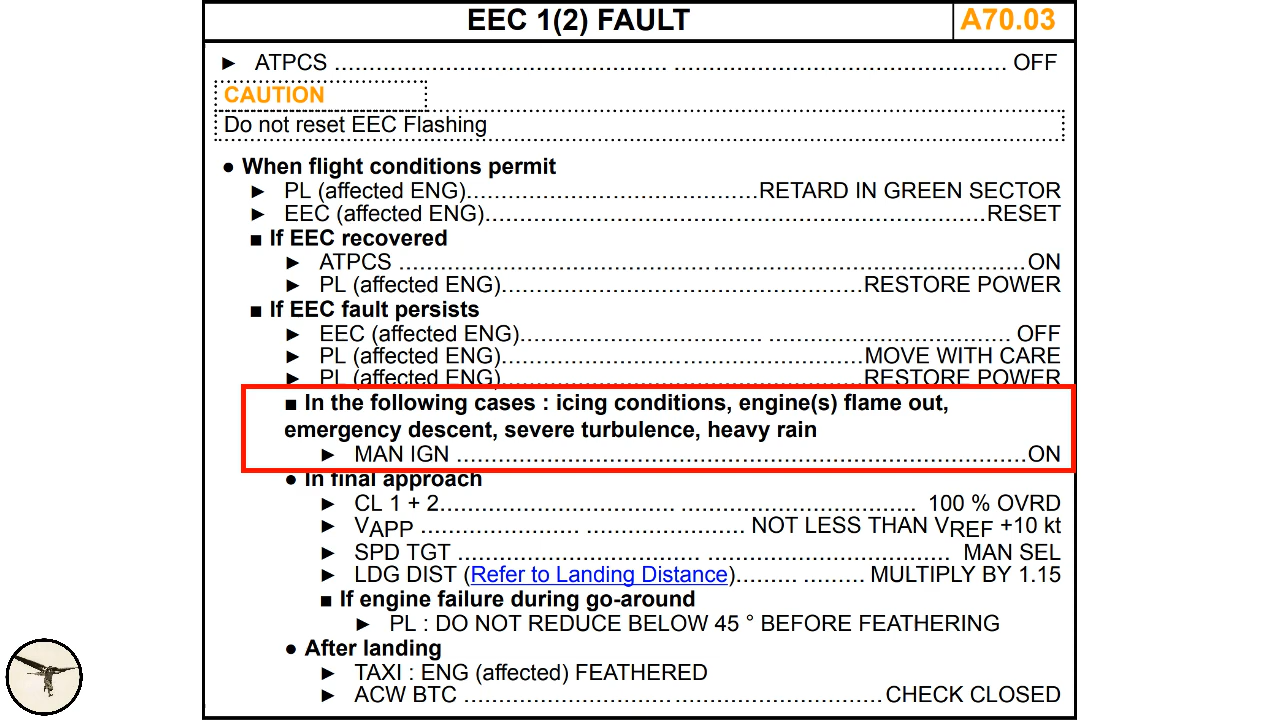 EEC 1(2) FAULT A70.03
► ATPCS ........................................................................................ OFF
CAUTION
Do not reset EEC Flashing
● When flight conditions permit
► PL (affected ENG)..........................................RETARD IN GREEN SECTOR
► EEC (affected ENG).......................................................................RESET
■ If EEC recovered
► ATPCS .........................................................................................ON
► PL (affected ENG)...................................................RESTORE POWER
■ If EEC fault persists
► EEC (affected ENG)..................................... ..................................... OFF
► PL (affected ENG)...................................................MOVE WITH CARE
► PL (affected ENG)...................................................RESTORE POWER
■ In the following cases : icing conditions, engine(s) flame out,
emergency descent, severe turbulence, heavy rain
► MAN IGN ..................................................................................ON
● In final approach
► CL 1 + 2................................... ................................... 100 % OVRD
► VAPP ....................... ....................... NOT LESS THAN VREF +10 kt
► SPD TGT ................................... ................................... MAN SEL
► LDG DIST (Refer to Landing Distance)......... ......... MULTIPLY BY 1.15
■ If engine failure during go-around
► PL : DO NOT REDUCE BELOW 45 ° BEFORE FEATHERING
● After landing
► TAXI : ENG (affected) FEATHERED
► ACW BTC ............................................................CHECK CLOSED